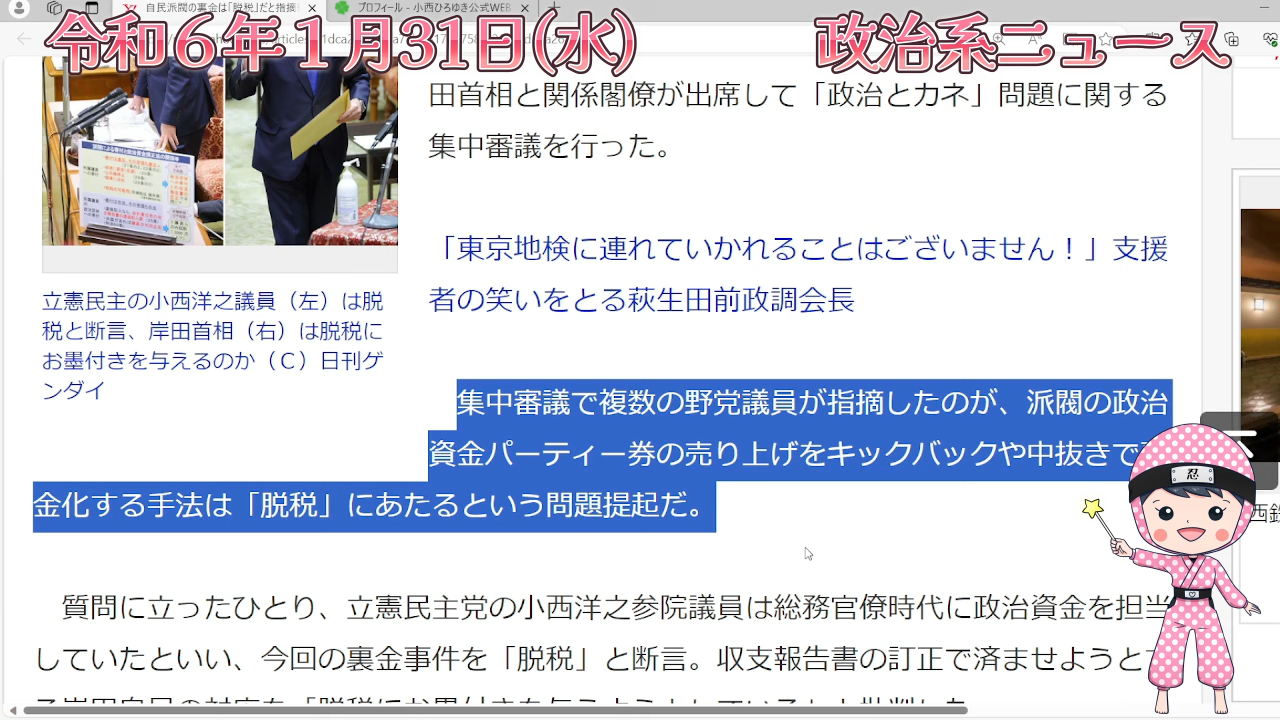 自民派閥の裏金は「脱税」だと指摘
プロフィール - 小西ひろゆき公式WEB
令和６年１月31日(水)
政治系ニュース
田首相と関係閣僚が出席して「政治とカネ」問題に関する
集中審議を行った。
「東京地検に連れていかれることはございません！」支援
者の笑いをとる萩生田前政調会長
立憲民主の小西洋之議員（左）は脱
税と断言、岸田首相（右）は脱税に
お墨付きを与えるのか（Ｃ）日刊ゲ
ンダイ
集中審議で複数の野党議員が指摘したのが、派閥の政治
資金パーティー券の売り上げをキックバックや中抜きで
金化する手法は「脱税」にあたるという問題提起だ。
忍
質問に立ったひとり、立憲民主党の小西洋之参院議員は総務官僚時代に政治資金を担当
していたといい、今回の裏金事件を「脱税」と断言。収支報告書の訂正で済ませようと